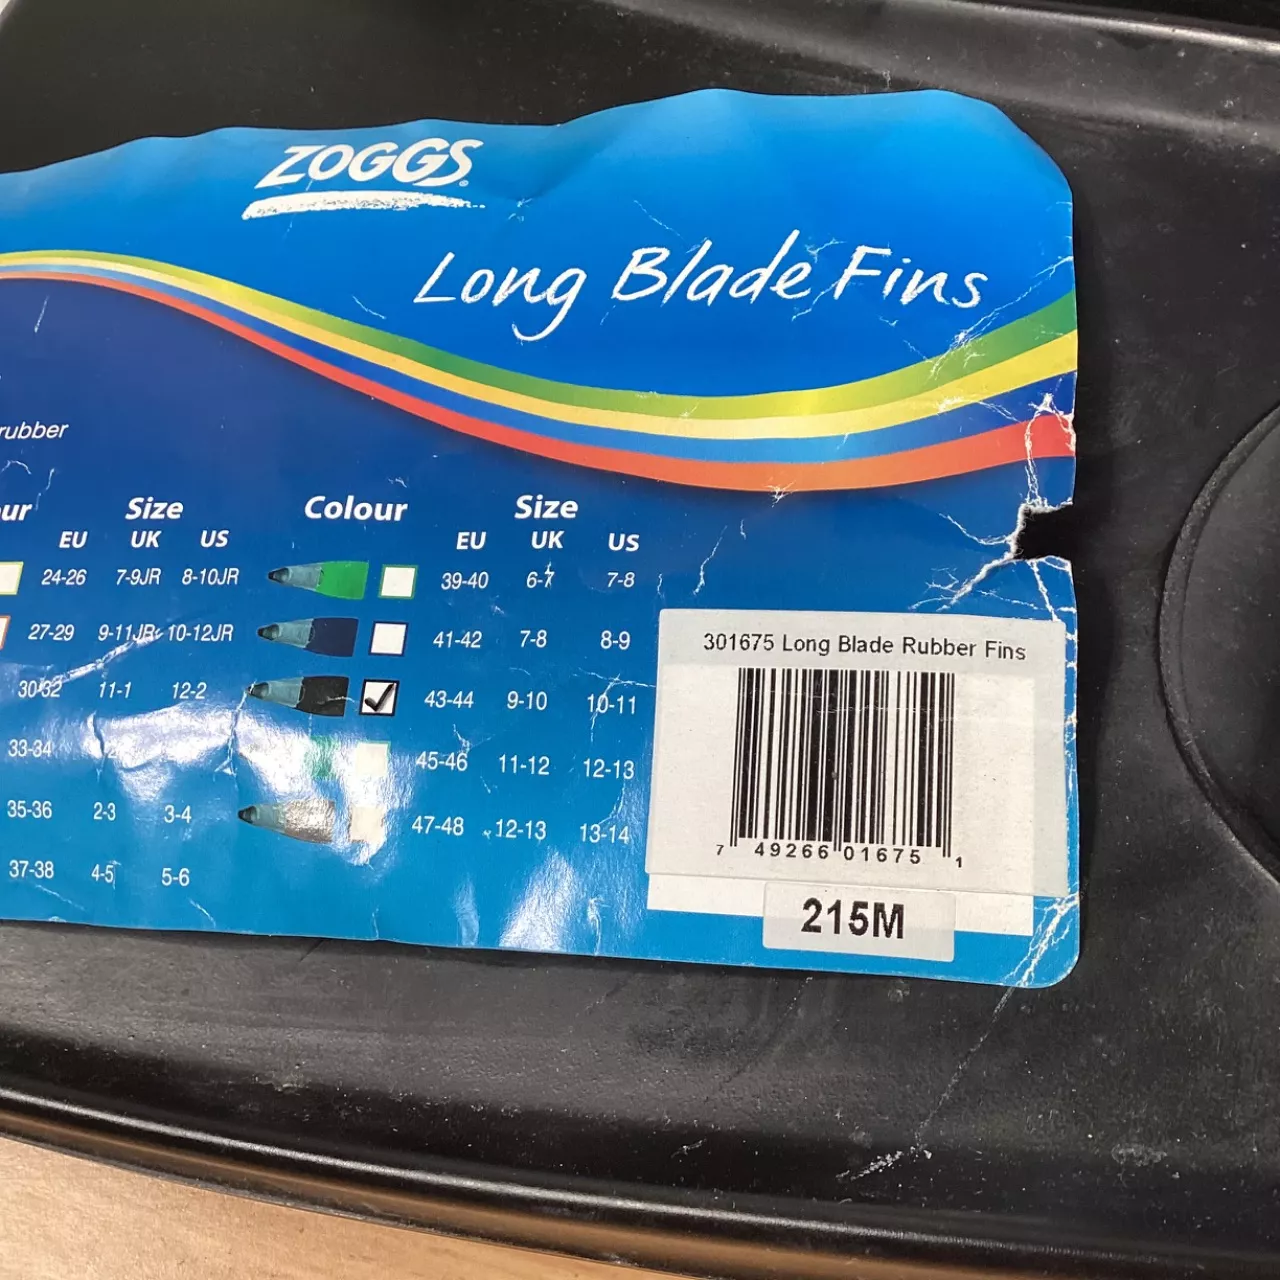 ZOGGS
Long Blade Fins
rubber
ur Size Colour Size
EU UK US EU UK US
24-26 7-9JR 8-10JR 39-40 6-7 7-8
27-29 9-11JR 10-12JR 41-42 7-8 8-9
30-32 11-1 12-2 43-44 9-10 10-11
33-34 45-46 11-12 12-13
35-36 2-3 3-4 47-48 12-13 13-14
37-38 4-5 5-6
301675 Long Blade Rubber Fins
7 49266 01675 1
215M